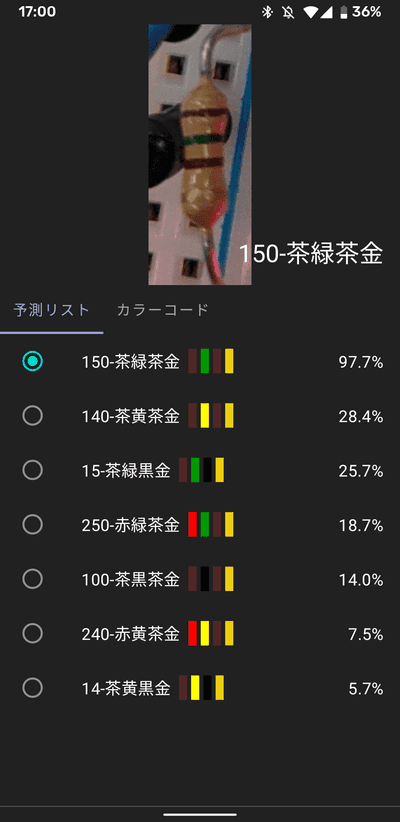 17:00 36%
150-茶緑茶金
予測リスト カラーコード
150-茶緑茶金 97.7%
140-茶黄茶金 28.4%
15-茶緑黒金 25.7%
250-赤緑茶金 18.7%
100-茶黒茶金 14.0%
240-赤黄茶金 7.5%
14-茶黄黒金 5.7%